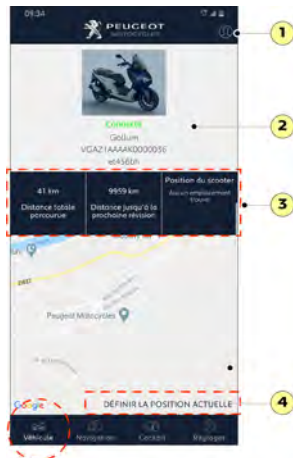 09:34
PEUGEOT
MOTOCYCLES
1
Connecté
Gollum
VGAZ1AAAAK0000056
et456bh
2
41 km
Distance totale
parcourue
9959 km
Distance jusqu'à la
prochaine révision
Position du scooter
Aucun emplacement
trouvé
3
Peugeot Motocycles
Google
DÉFINIR LA POSITION ACTUELLE
4
Véhicule
Navigation
Contact
Réglages